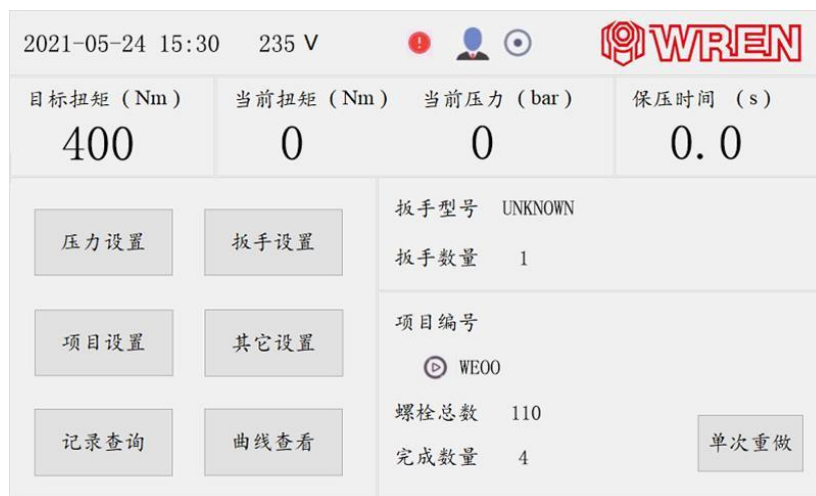 2021-05-24 15:30 235 V WREN
目标扭矩 (Nm) 当前扭矩 (Nm) 当前压力 (bar) 保压时间 (s)
400 0 0 0.0
压力设置 扳手设置
扳手型号 UNKNOWN
扳手数量 1
项目设置 其它设置
项目编号
WE00
记录查询 曲线查看
螺栓总数 110
完成数量 4
单次重做